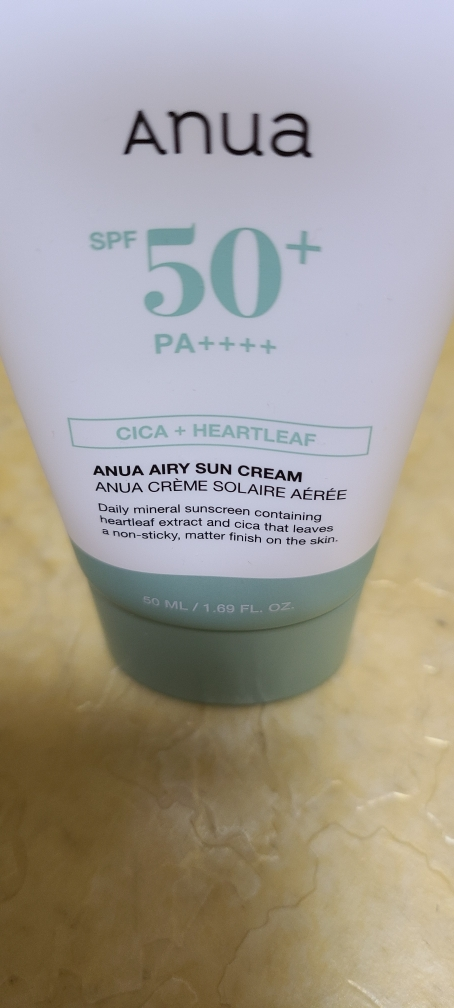 Anua
SPF 50+
PA++++
CICA + HEARTLEAF
ANUA AIRY SUN CREAM
ANUA CRÈME SOLAIRE AÉRÉE
Daily mineral sunscreen containing
heartleaf extract and cica that leaves
a non-sticky, matter finish on the skin.
50 ML / 1.69 FL. OZ.